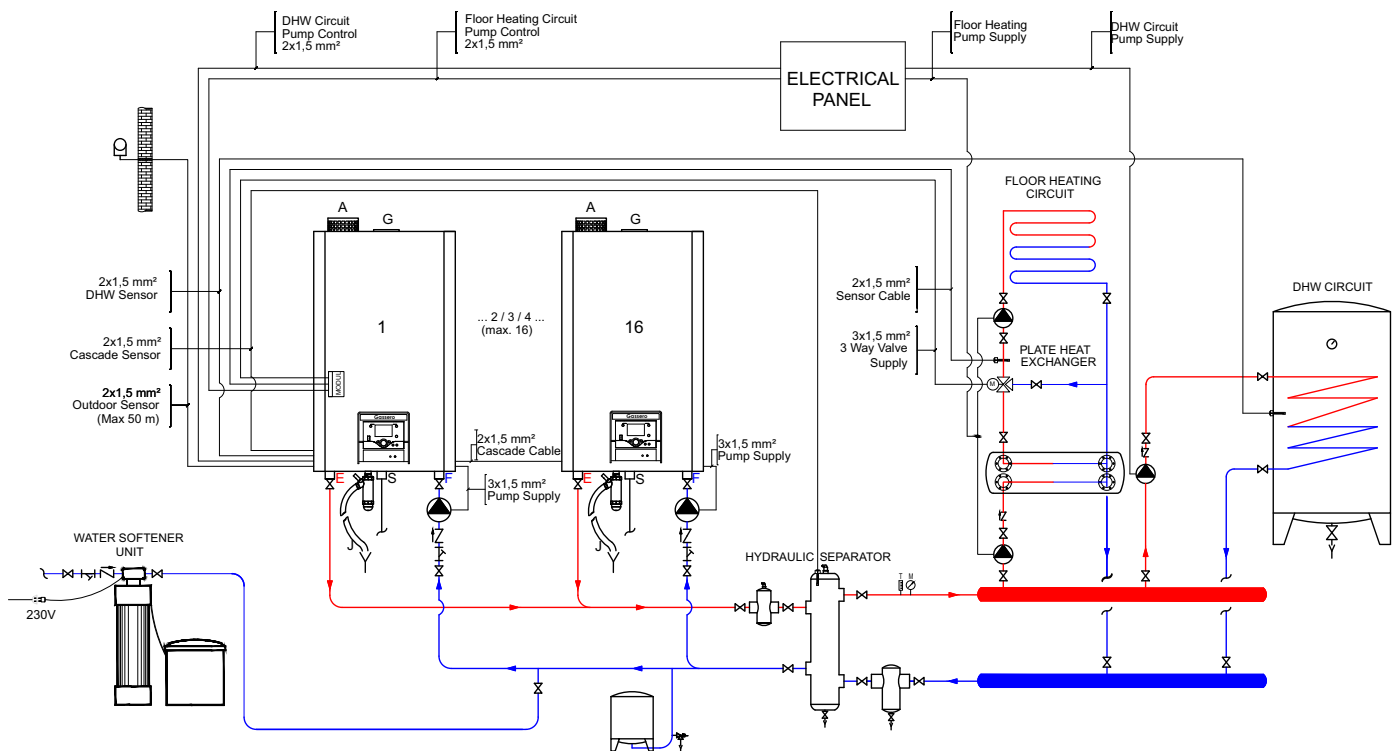 DHW Circuit
Pump Control
2x1,5 mm²
Floor Heating Circuit
Pump Control
2x1,5 mm²
ELECTRICAL
PANEL
Floor Heating
Pump Supply
DHW Circuit
Pump Supply
A
G
A
G
FLOOR HEATING
CIRCUIT
2x1,5 mm²
DHW Sensor
2x1,5 mm²
Cascade Sensor
2x1,5 mm²
Outdoor Sensor
(Max 50 m)
1
MODUL
... 2 / 3 / 4 ...
(max. 16)
16
2x1,5 mm²
Sensor Cable
3x1,5 mm²
3 Way Valve
Supply
PLATE HEAT
EXCHANGER
M
DHW CIRCUIT
Gassero
Gassero
2x1,5 mm²
Cascade Cable
3x1,5 mm²
Pump Supply
3x1,5 mm²
Pump Supply
E
S
F
E
S
F
J
J
WATER SOFTENER
UNIT
230V
HYDRAULIC SEPARATOR
T
M